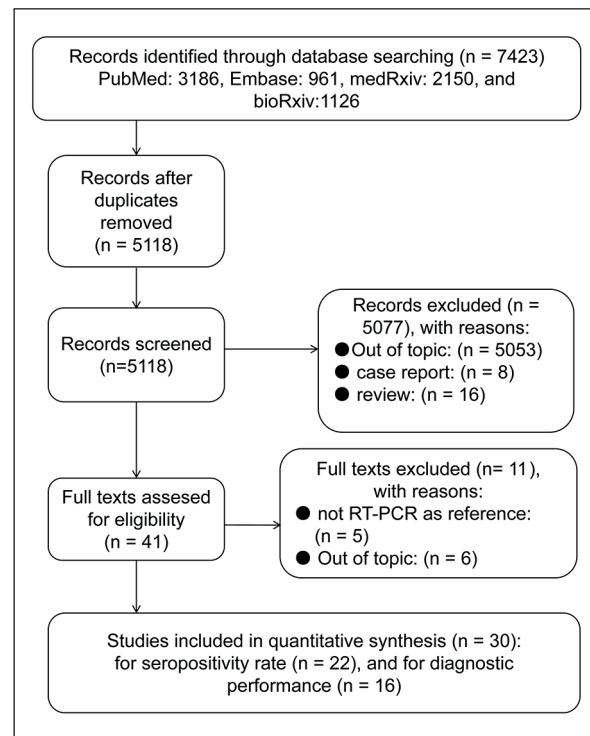 Records identified through database searching (n = 7423)
PubMed: 3186, Embase: 961, medRxiv: 2150, and
bioRxiv:1126
Records after
duplicates
removed
(n = 5118)
Records screened
(n=5118)
Records excluded (n =
5077), with reasons:
●Out of topic: (n = 5053)
● case report: (n = 8)
● review: (n = 16)
Full texts assesed
for eligibility
(n = 41)
Full texts excluded (n= 11),
with reasons:
● not RT-PCR as reference:
(n = 5)
● Out of topic: (n = 6)
Studies included in quantitative synthesis (n = 30):
for seropositivity rate (n = 22), and for diagnostic
performance (n = 16)